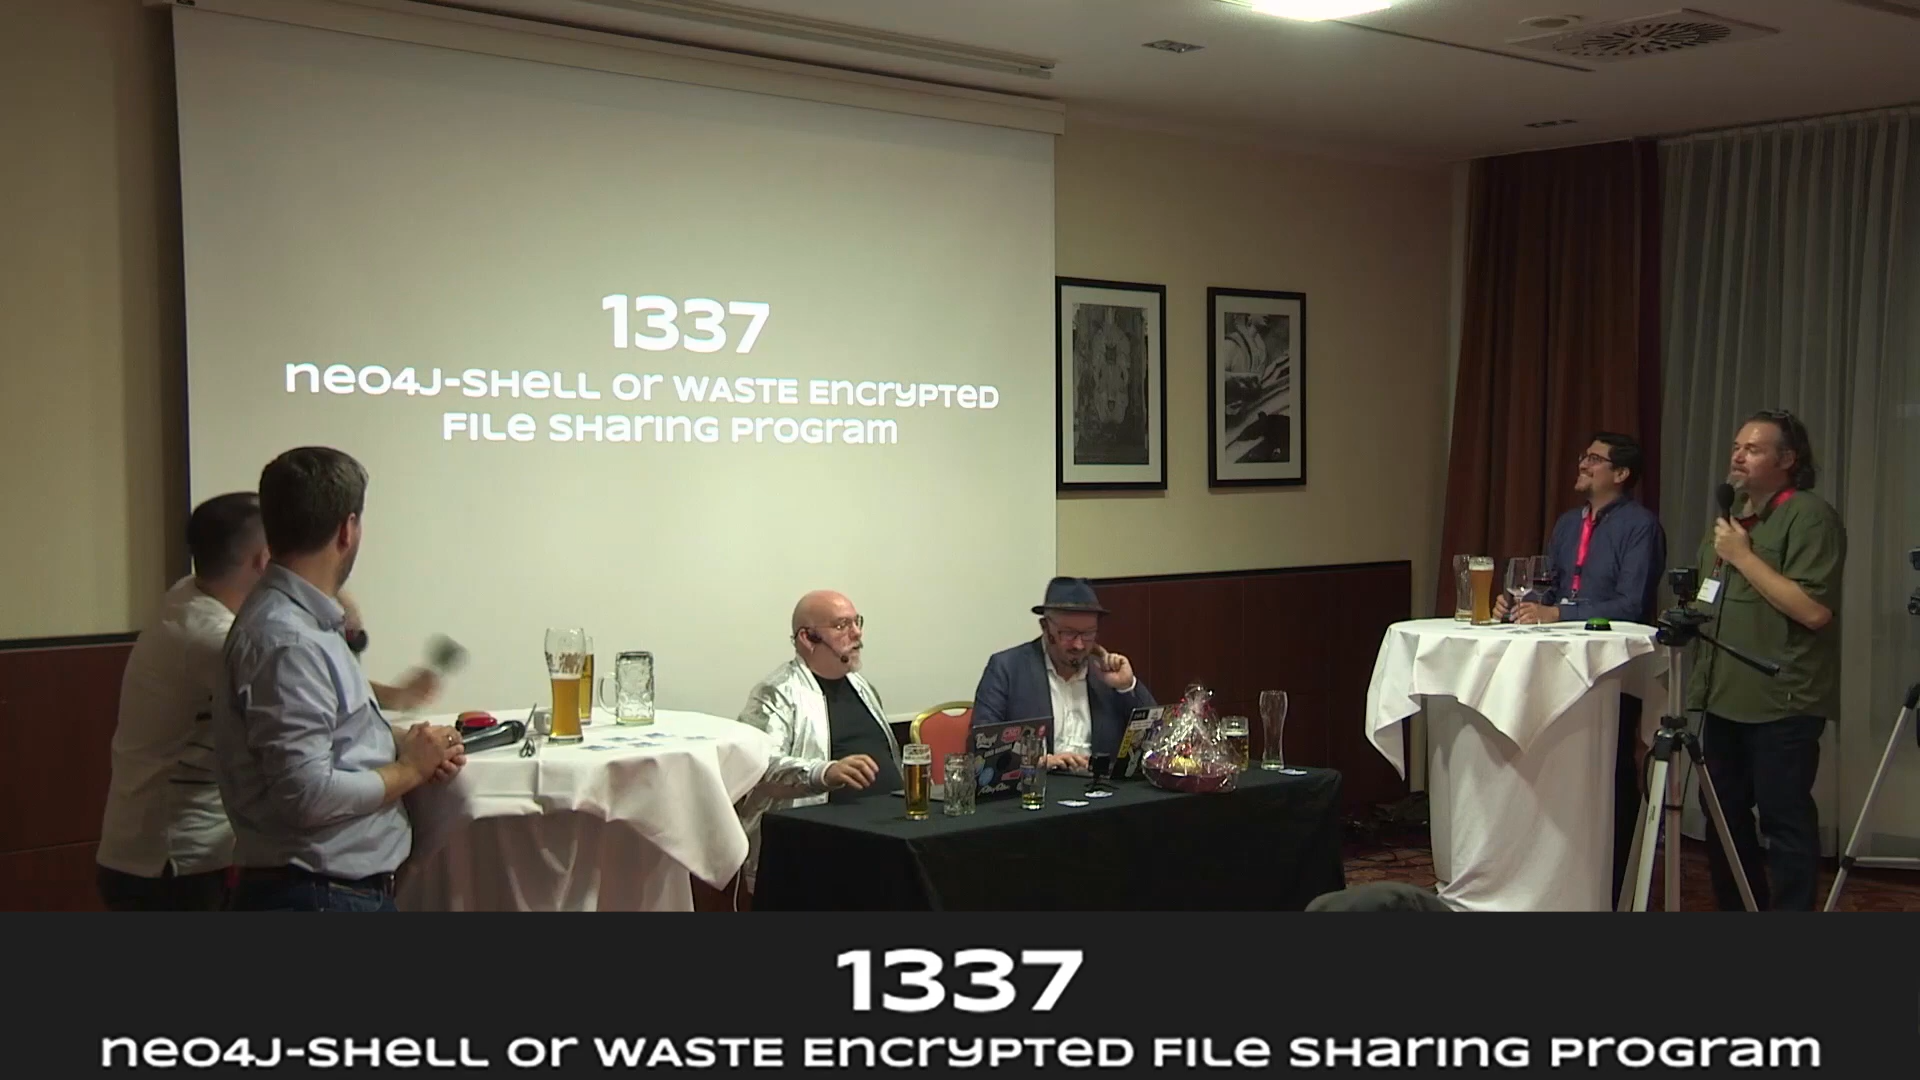 1337
neo4j-shell or WASTE Encrypted
File Sharing Program
1337
neo4j-shell or WASTE Encrypted File Sharing Program